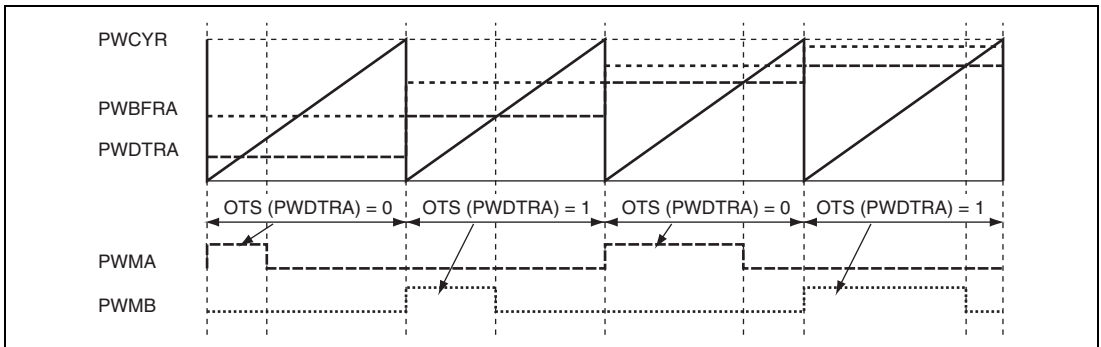 PWCYR
PWBFRA
PWDTRA
OTS (PWDTRA) = 0 OTS (PWDTRA) = 1 OTS (PWDTRA) = 0 OTS (PWDTRA) = 1
PWMA
PWMB